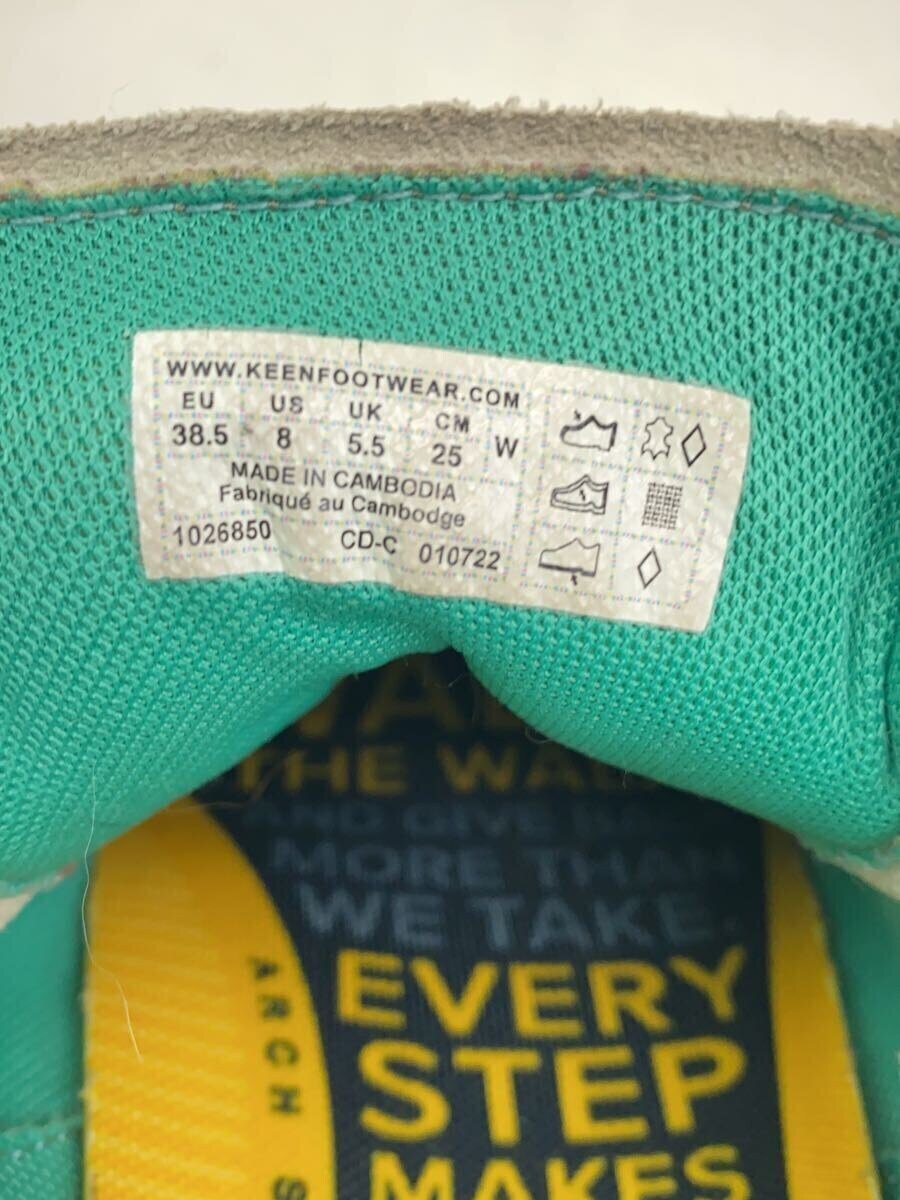 WWW.KEENFOOTWEAR.COM
EU US UK CM
38.5 8 5.5 25 W
MADE IN CAMBODIA
Fabriqué au Cambodge
1026850 CD-C 010722
THE
AND GIVE
MORE THAN
WE TAKE.
EVERY
STEP
MAKES
ARCH